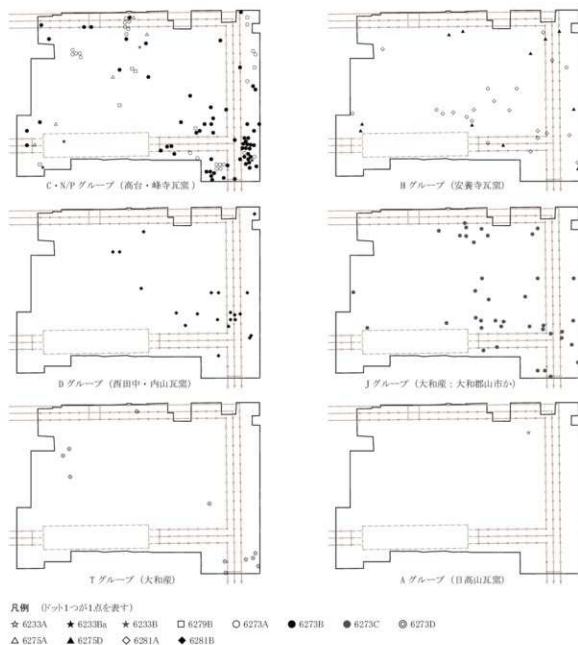 C・N/P グループ（高台・峰寺瓦窯）
H グループ（安養寺瓦窯）
D グループ（西田中・内山瓦窯）
J グループ（大和産：大和郡山市か）
T グループ（大和産）
A グループ（日高山瓦窯）
凡例　（ドット1つが1点を表す）
☆ 6233A　★ 6233Ba　★ 6233B　□ 6279B　○ 6273A　● 6273B　● 6273C　◎ 6273D
△ 6275A　▲ 6275D　◇ 6281A　◆ 6281B